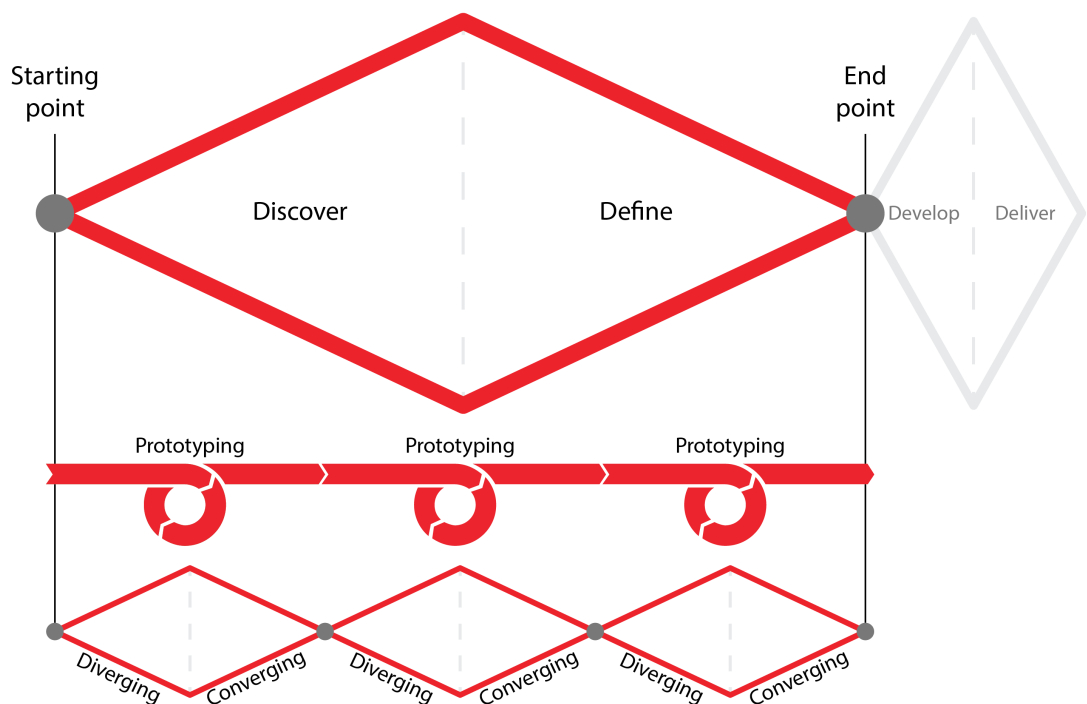 Starting
point
End
point
Discover
Define
Develop
Deliver
Prototyping
Prototyping
Prototyping
Diverging
Converging
Diverging
Converging
Diverging
Converging